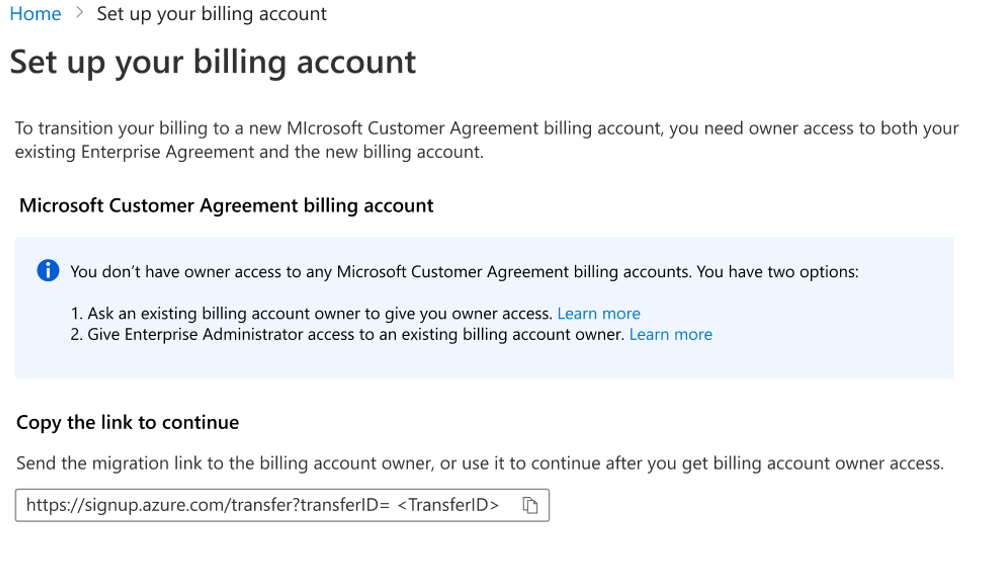 Home > Set up your billing account
Set up your billing account
To transition your billing to a new MIcrosoft Customer Agreement billing account, you need owner access to both your
existing Enterprise Agreement and the new billing account.
Microsoft Customer Agreement billing account
You don’t have owner access to any Microsoft Customer Agreement billing accounts. You have two options:
1. Ask an existing billing account owner to give you owner access. Learn more
2. Give Enterprise Administrator access to an existing billing account owner. Learn more
Copy the link to continue
Send the migration link to the billing account owner, or use it to continue after you get billing account owner access.
https://signup.azure.com/transfer?transferID= <TransferID>